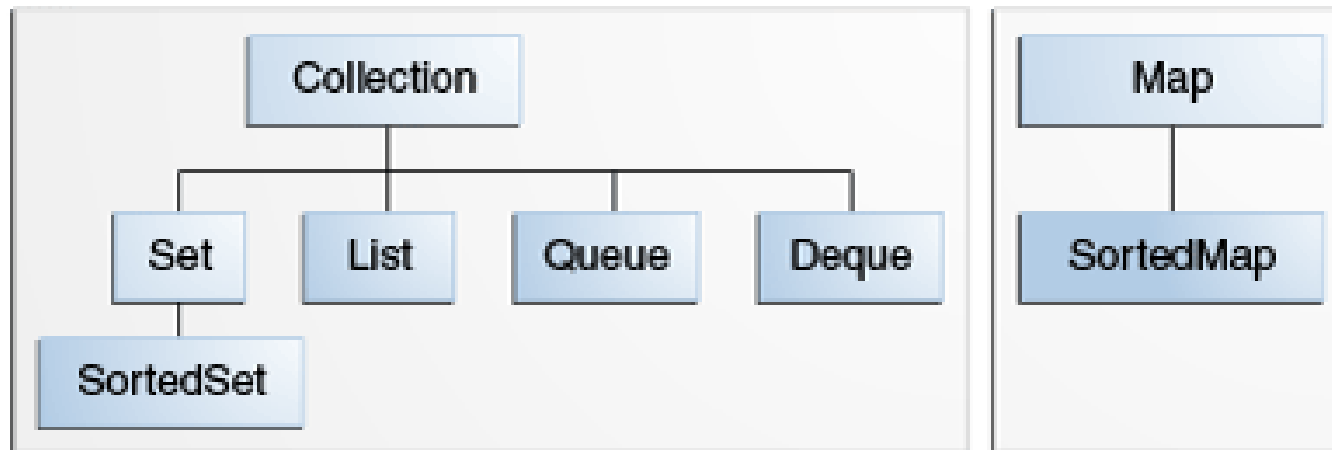 Collection
Map
Set
List
Queue
Deque
SortedMap
SortedSet